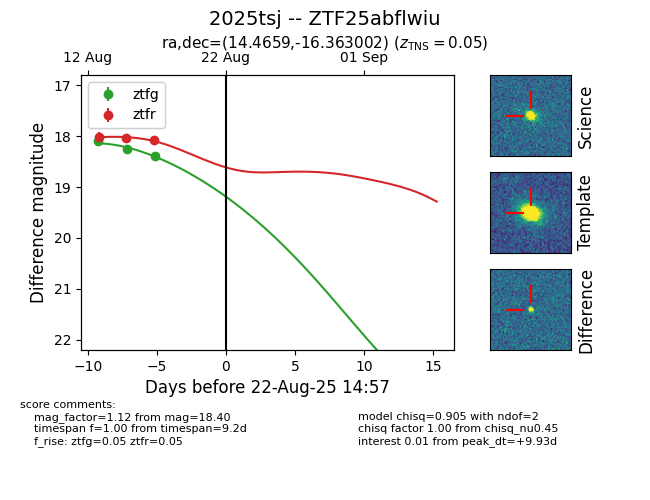 2025tsj -- ZTF25abflwiu
ra,dec=(14.4659,-16.363002) (z_TNS = 0.05)
12 Aug 22 Aug 01 Sep
ztfg
ztfr
17
18
19
20
21
22
Difference magnitude
−10 −5 0 5 10 15
Days before 22-Aug-25 14:57
Science
Template
Difference
score comments:
mag_factor=1.12 from mag=18.40
timespan f=1.00 from timespan=9.2d
f_rise: ztfg=0.05 ztfr=0.05
model chisq=0.905 with ndof=2
chisq factor 1.00 from chisq_nu0.45
interest 0.01 from peak_dt=+9.93d